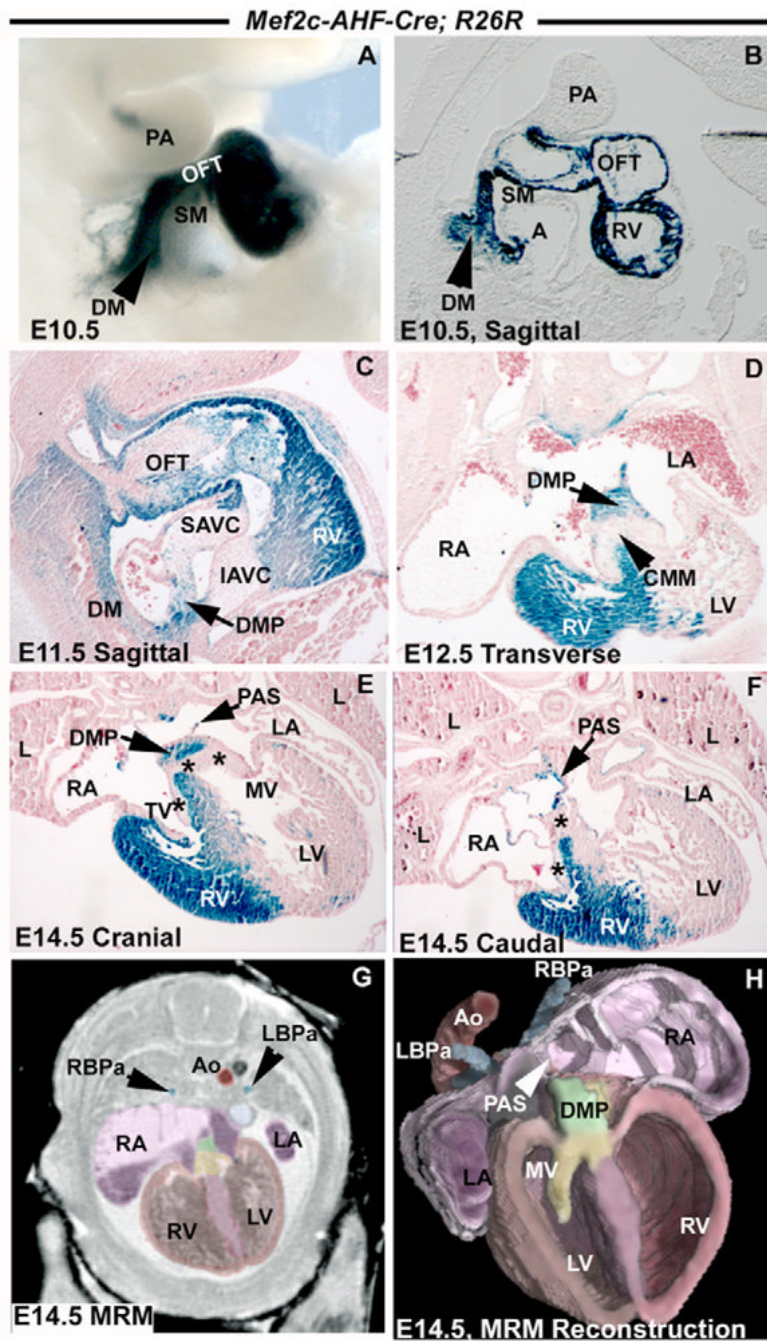 Mef2c-AHF-Cre; R26R
A
PA
OFT
SM
DM
E10.5
B
PA
OFT
SM
A
RV
DM
E10.5, Sagittal
C
OFT
SAVC
RV
IAVC
DM
DMP
E11.5 Sagittal
D
LA
DMP
RA
CMM
RV
LV
E12.5 Transverse
E
PAS
L
DMP
LA
*
*
RA
MV
TV*
LV
RV
E14.5 Cranial
F
L
L
PAS
LA
*
RA
L
*
LV
RV
E14.5 Caudal
G
LBPa
Ao
RBPa
RA
LA
RV
LV
E14.5 MRM
H
RBPa
Ao
RA
LBPa
PAS
DMP
MV
LA
RV
LV
E14.5, MRM Reconstruction